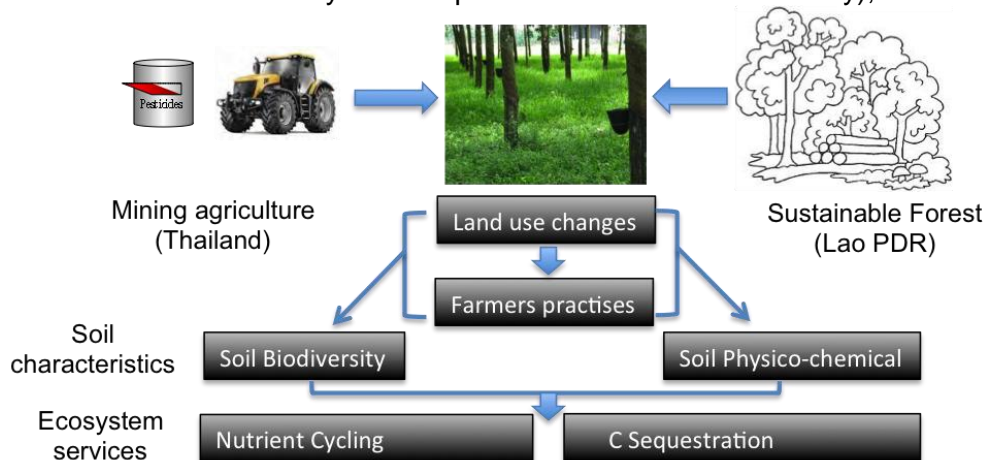 Pesticides
Mining agriculture
(Thailand)
Sustainable Forest
(Lao PDR)
Land use changes
Farmers practises
Soil
characteristics
Soil Biodiversity
Soil Physico-chemical
Ecosystem
services
Nutrient Cycling
C Sequestration